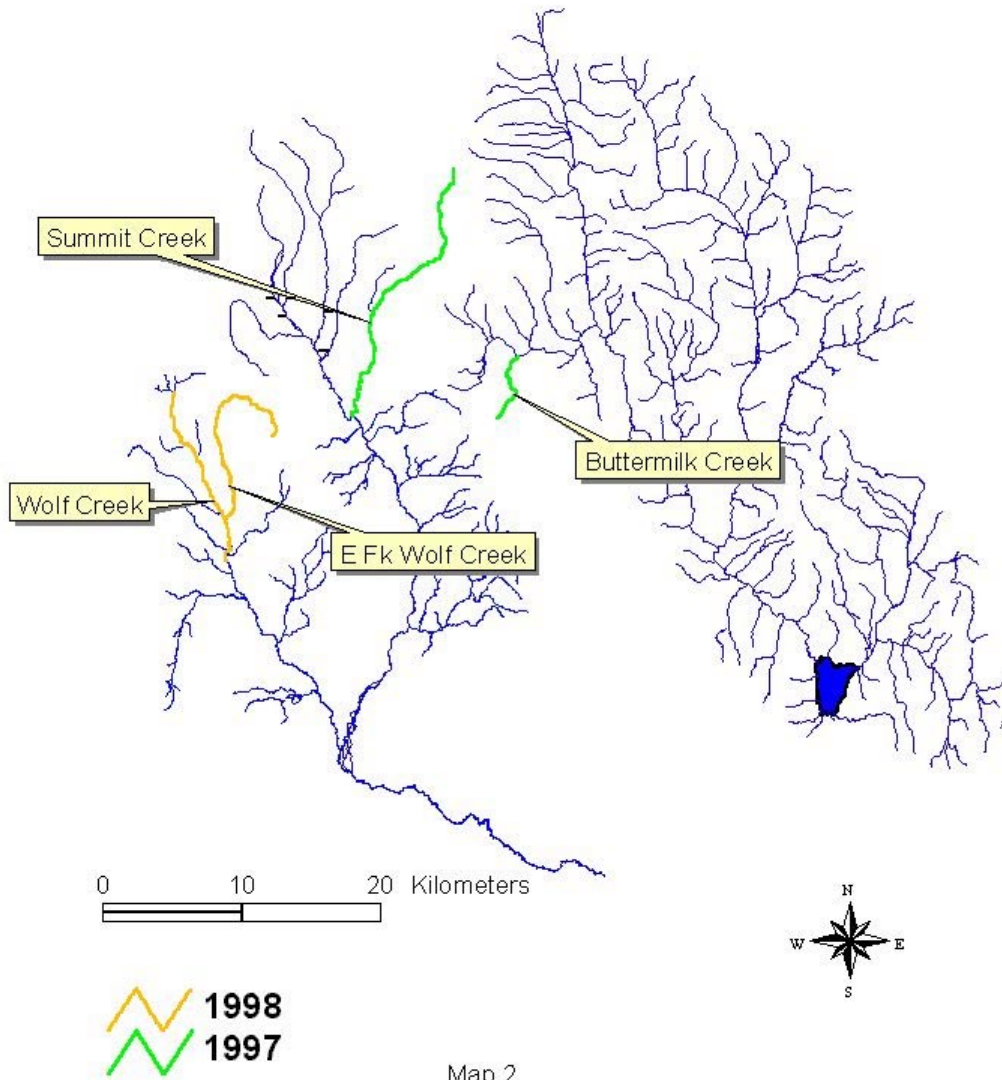 Summit Creek
Buttermilk Creek
Wolf Creek
E Fk Wolf Creek
0 10 20 Kilometers
N
W E
S
1998
1997
Map 2